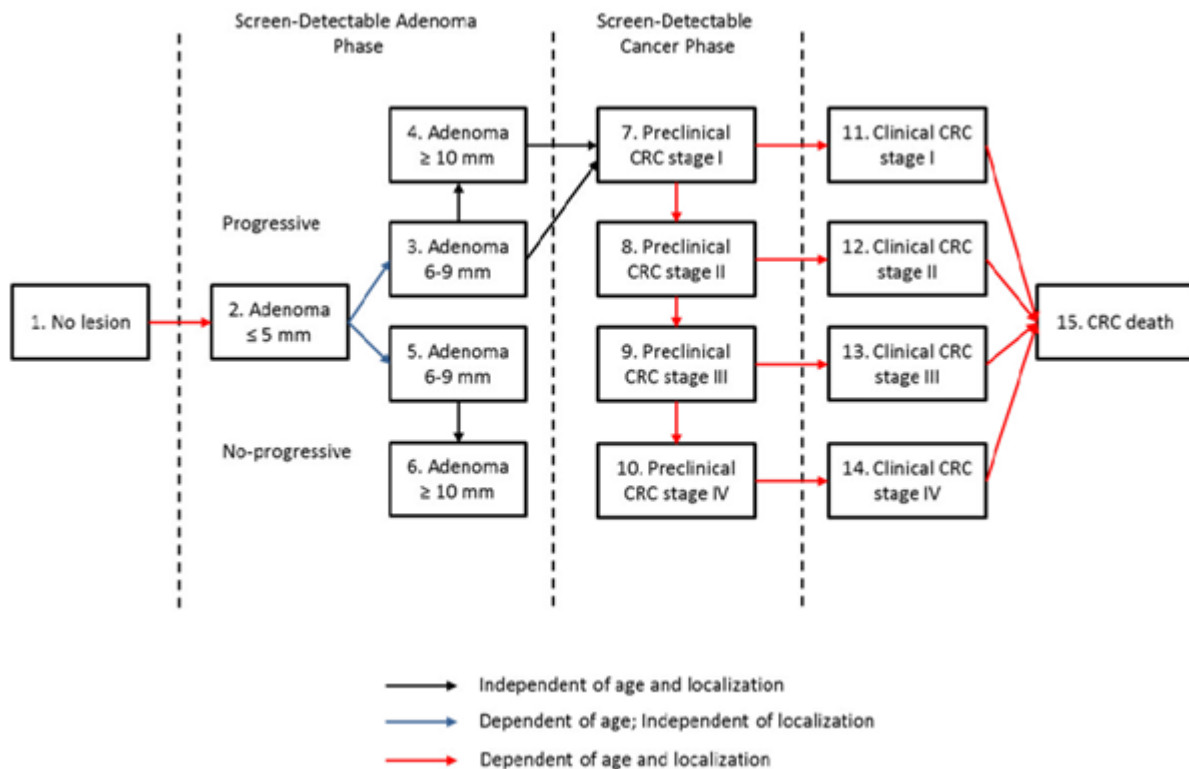 Screen-Detectable Adenoma
Phase
Screen-Detectable
Cancer Phase
4. Adenoma
≥ 10 mm
7. Preclinical
CRC stage I
11. Clinical CRC
stage I
Progressive
3. Adenoma
6-9 mm
8. Preclinical
CRC stage II
12. Clinical CRC
stage II
1. No lesion
2. Adenoma
≤ 5 mm
15. CRC death
5. Adenoma
6-9 mm
9. Preclinical
CRC stage III
13. Clinical CRC
stage III
No-progressive
6. Adenoma
≥ 10 mm
10. Preclinical
CRC stage IV
14. Clinical CRC
stage IV
Independent of age and localization
Dependent of age; Independent of localization
Dependent of age and localization